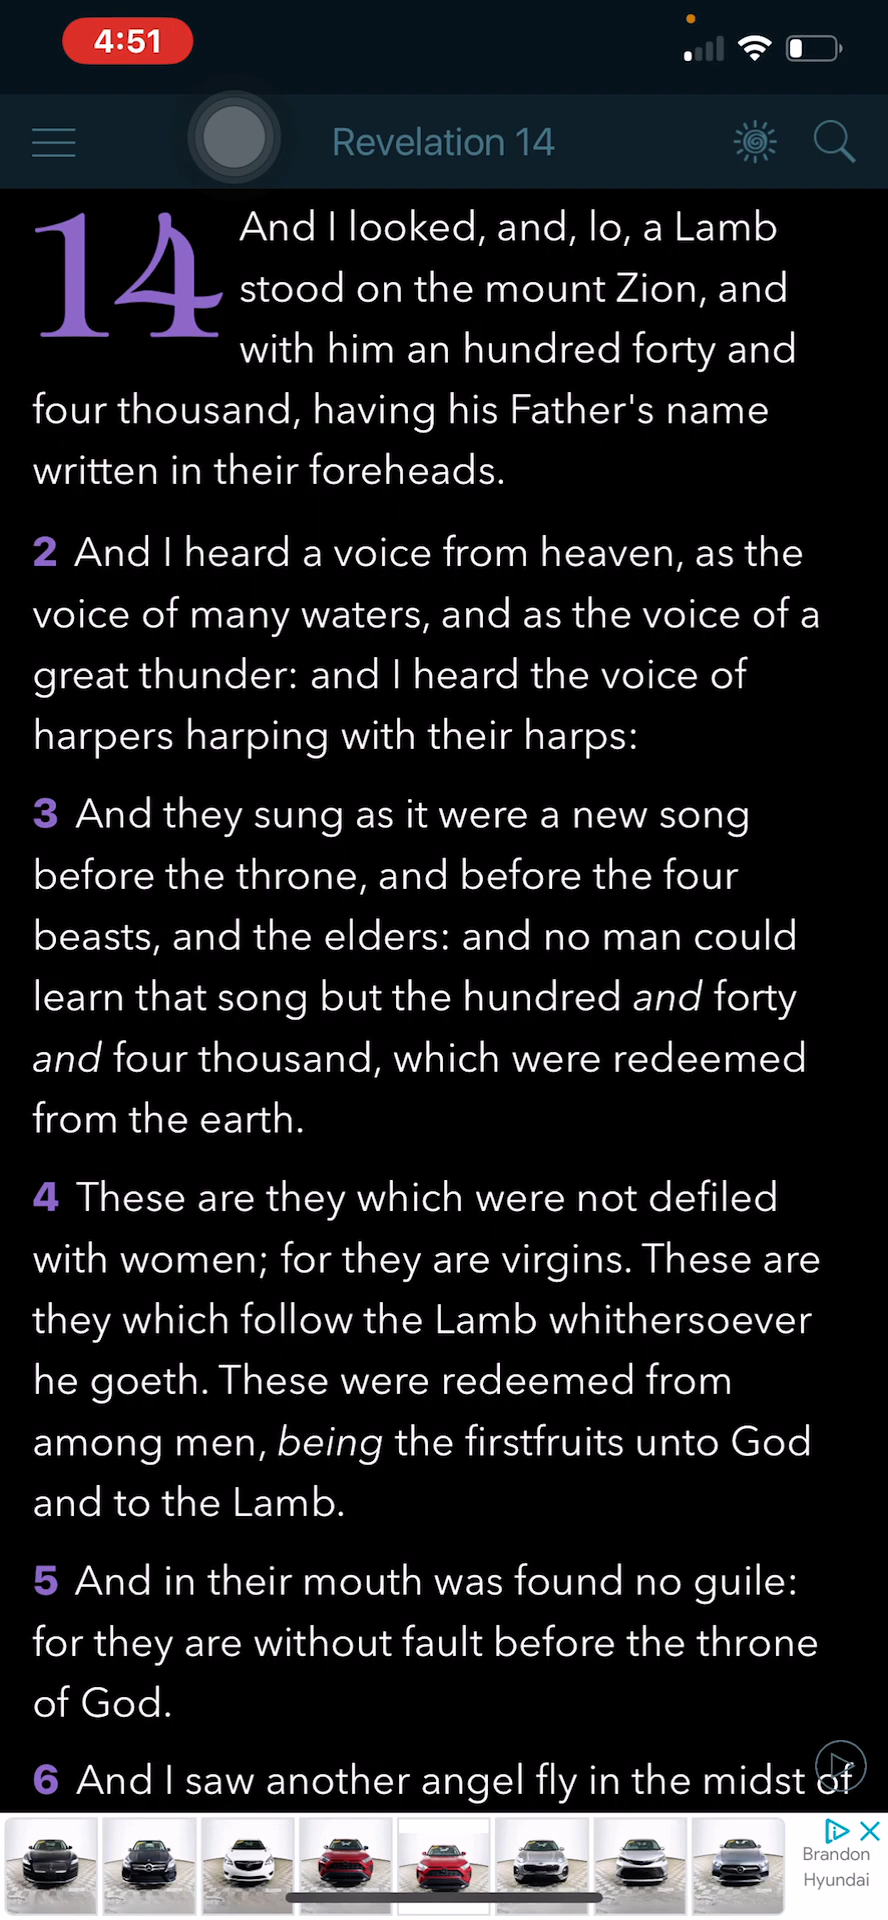 4:51
Revelation 14
14 And I looked, and, lo, a Lamb
stood on the mount Zion, and
with him an hundred forty and
four thousand, having his Father's name
written in their foreheads.
2 And I heard a voice from heaven, as the
voice of many waters, and as the voice of a
great thunder: and I heard the voice of
harpers harping with their harps:
3 And they sung as it were a new song
before the throne, and before the four
beasts, and the elders: and no man could
learn that song but the hundred and forty
and four thousand, which were redeemed
from the earth.
4 These are they which were not defiled
with women; for they are virgins. These are
they which follow the Lamb whithersoever
he goeth. These were redeemed from
among men, being the firstfruits unto God
and to the Lamb.
5 And in their mouth was found no guile:
for they are without fault before the throne
of God.
6 And I saw another angel fly in the midst of
Brandon
Hyundai